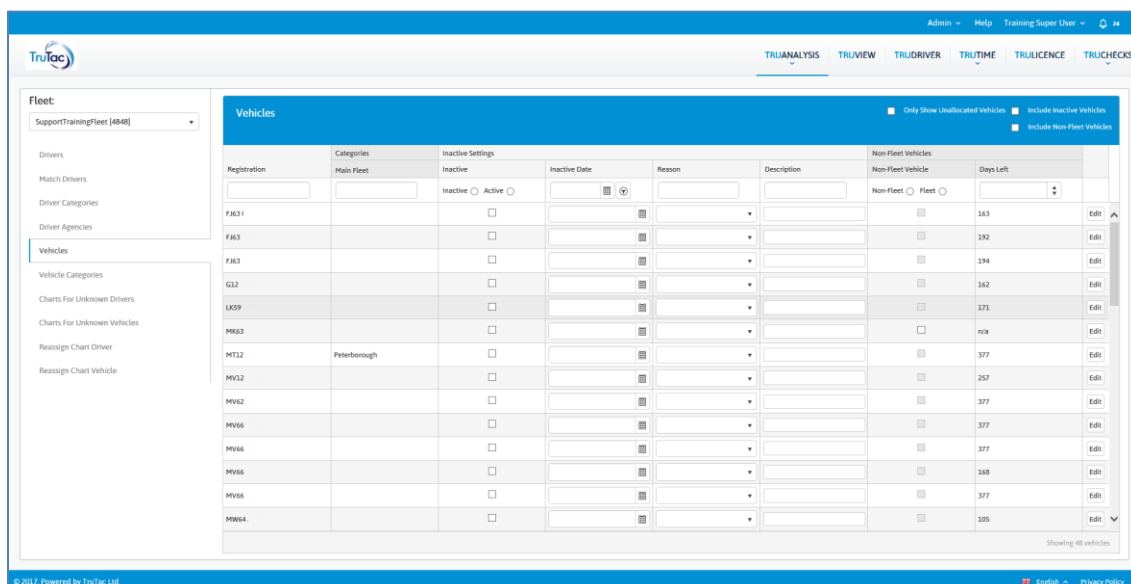 Admin Help Training Super User 24
TruTac
TRUANALYSIS TRUVIEW TRUDRIVER TRUTIME TRULICENCE TRUCHECKS
Fleet:
SupportTrainingFleet [4848]
Drivers
Match Drivers
Driver Categories
Driver Agencies
Vehicles
Vehicle Categories
Charts For Unknown Drivers
Charts For Unknown Vehicles
Reassign Chart Driver
Reassign Chart Vehicle
Vehicles
Only Show Unallocated Vehicles Include Inactive Vehicles
Include Non-Fleet Vehicles
Categories Inactive Settings Non-Fleet Vehicles
Registration Main Fleet Inactive Inactive Date Reason Description Non-Fleet Vehicle Days Left
Inactive Active Non-Fleet Fleet
FJ63 163 Edit
FJ63 192 Edit
FJ63 194 Edit
G12 162 Edit
LK59 171 Edit
MK63 n/a Edit
MT12 Peterborough 377 Edit
MV12 257 Edit
MV62 377 Edit
MV66 377 Edit
MV66 377 Edit
MV66 168 Edit
MV66 377 Edit
MW64 105 Edit
Showing 48 vehicles
© 2017 Powered by TruTac Ltd English Privacy Policy